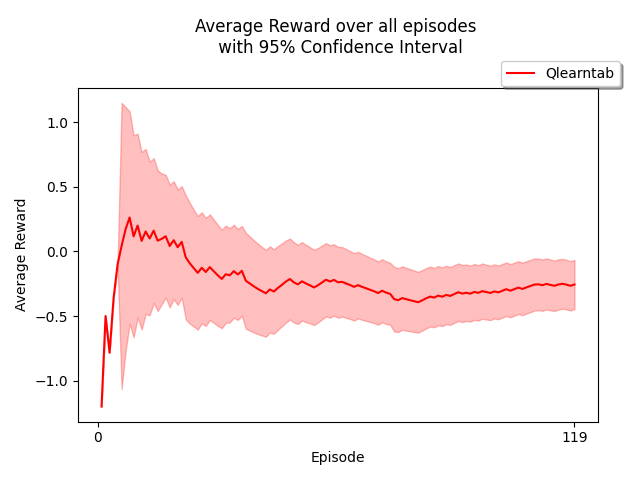 Average Reward over all episodes
with 95% Confidence Interval
Qlearntab
1.0
0.5
0.0
−0.5
−1.0
Average Reward
0
119
Episode